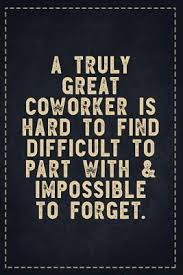 A TRULY
GREAT
COWORKER IS
HARD TO FIND
DIFFICULT TO
PART WITH &
IMPOSSIBLE
TO FORGET.